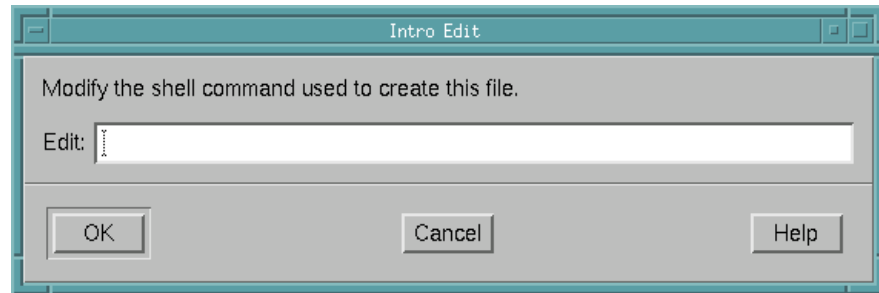 Intro Edit
Modify the shell command used to create this file.
Edit:
OK Cancel Help